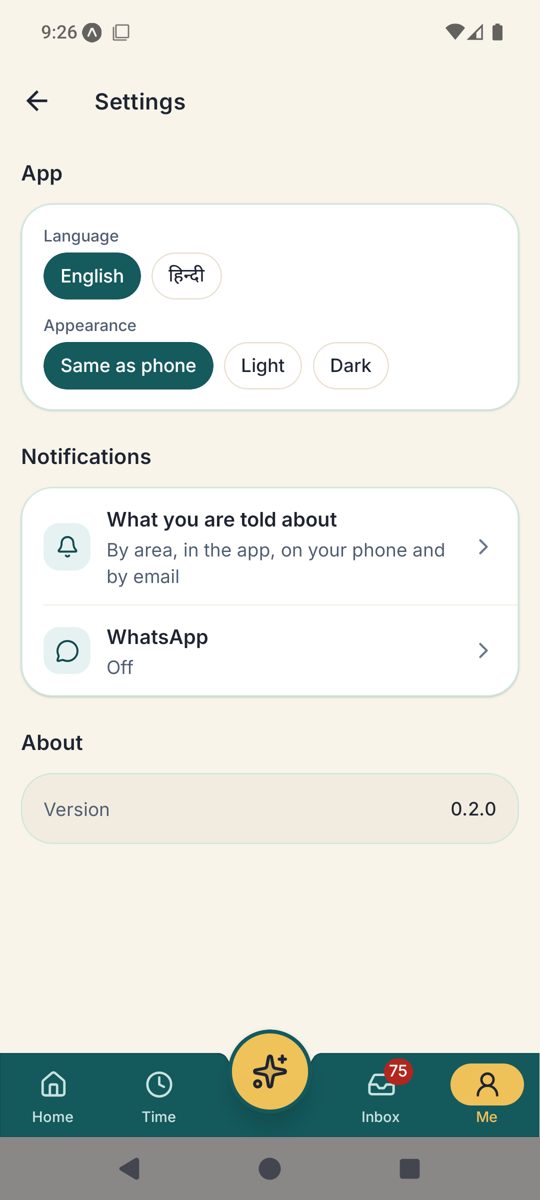 9:26
Settings
App
Language
English
हिन्दी
Appearance
Same as phone
Light
Dark
Notifications
What you are told about
By area, in the app, on your phone and
by email
WhatsApp
Off
About
Version
0.2.0
Home
Time
Inbox
75
Me